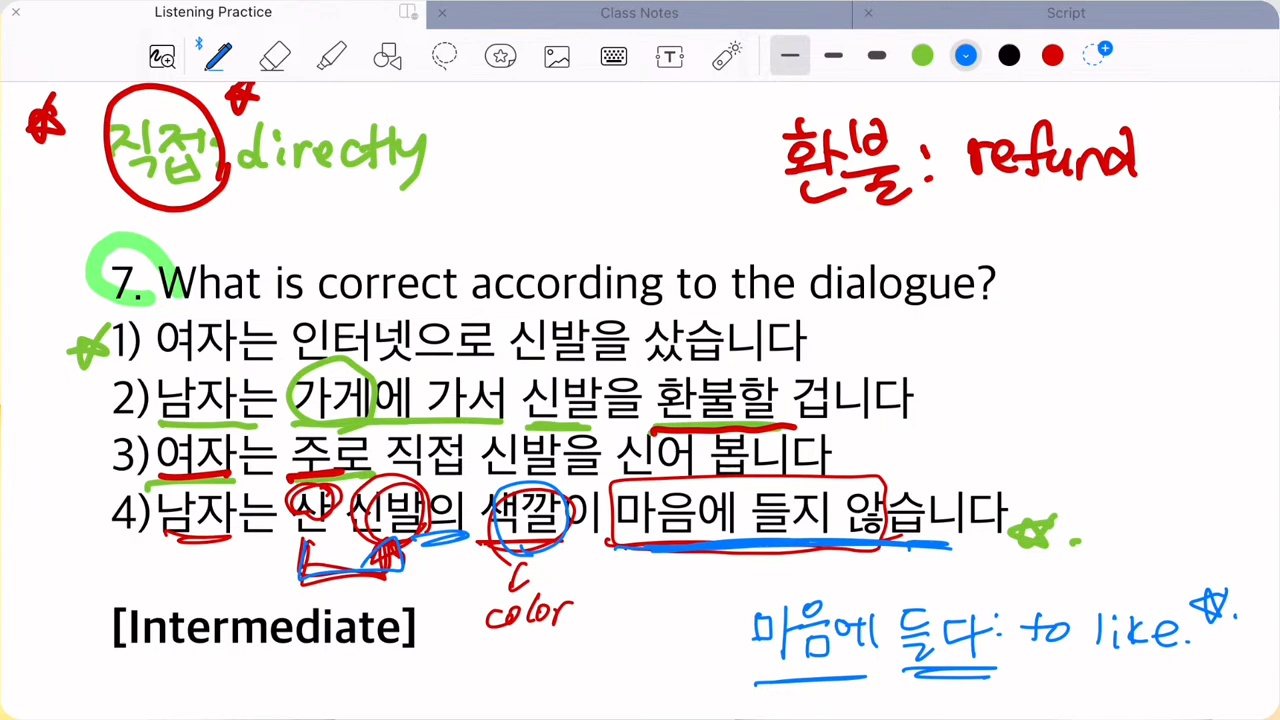 Listening Practice
Class Notes
Script
직접: directly
환불: refund
7. What is correct according to the dialogue?
1) 여자는 인터넷으로 신발을 샀습니다
2) 남자는 가게에 가서 신발을 환불할 겁니다
3) 여자는 주로 직접 신발을 신어 봅니다
4) 남자는 산 신발의 색깔이 마음에 들지 않습니다
color
[Intermediate]
마음에 들다: to like.